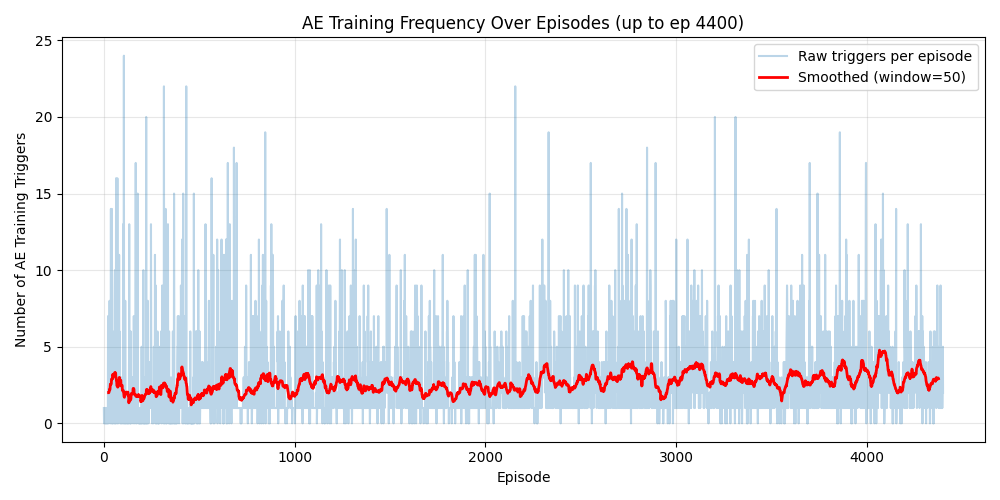 AE Training Frequency Over Episodes (up to ep 4400)
Raw triggers per episode
Smoothed (window=50)
Number of AE Training Triggers
25
20
15
10
5
0
0 1000 2000 3000 4000
Episode